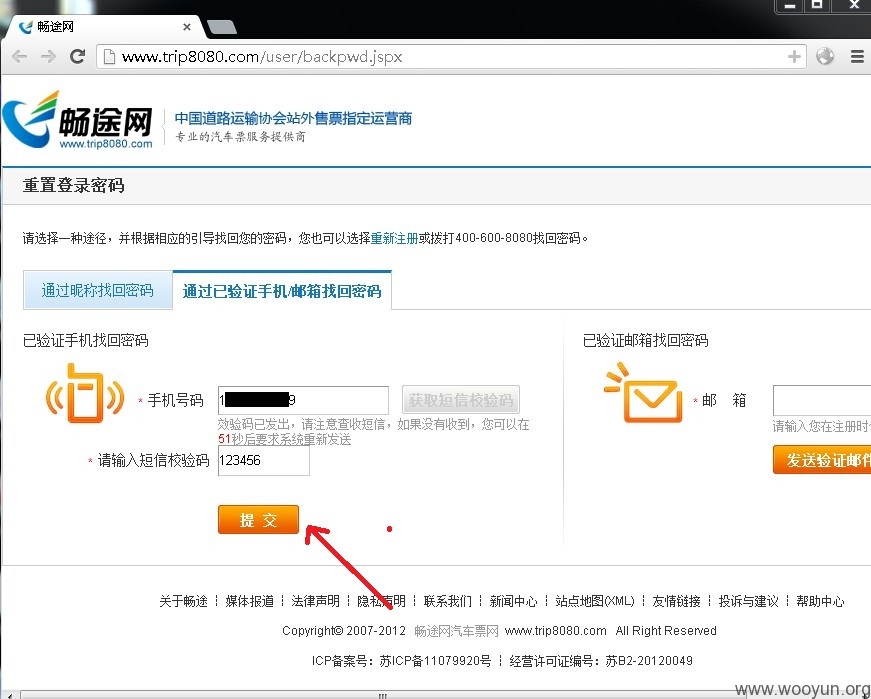 畅途网
www.trip8080.com/user/backpwd.jspx
畅途网 中国道路运输协会站外售票指定运营商
www.trip8080.com 专业的汽车票服务提供商
重置登录密码
请选择一种途径，并根据相应的引导找回您的密码，您也可以选择重新注册或拨打400-600-8080找回密码。
通过昵称找回密码 通过已验证手机/邮箱找回密码
已验证手机找回密码 已验证邮箱找回密码
* 手机号码 1 9 获取短信校验码 * 邮 箱
效验码已发出，请注意查收短信，如果没有收到，您可以在 请输入您在注册时
51秒后要求系统重新发送
* 请输入短信校验码 123456 发送验证邮件
提 交
关于畅途 ┆ 媒体报道 ┆ 法律声明 ┆ 隐私声明 ┆ 联系我们 ┆ 新闻中心 ┆ 站点地图(XML) ┆ 友情链接 ┆ 投诉与建议 ┆ 帮助中心
Copyright© 2007-2012 畅途网汽车票网 www.trip8080.com All Right Reserved
ICP备案号：苏ICP备11079920号 ┆ 经营许可证编号：苏B2-20120049
www.wooyun.org